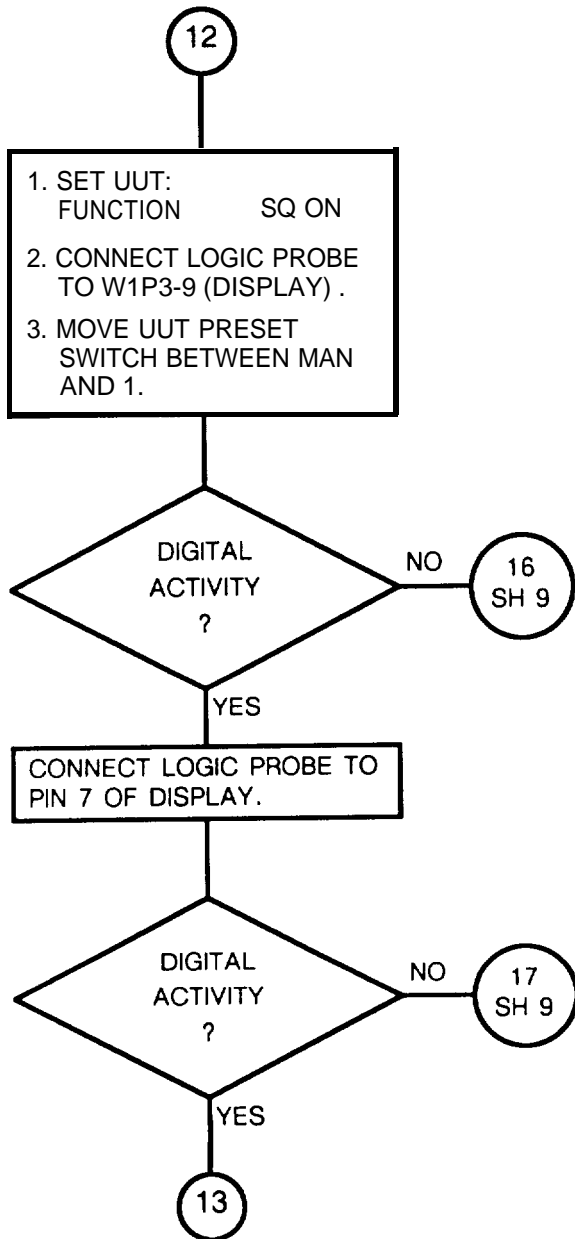 12
1. SET UUT:
FUNCTION SQ ON
2. CONNECT LOGIC PROBE
TO W1P3-9 (DISPLAY) .
3. MOVE UUT PRESET
SWITCH BETWEEN MAN
AND 1.
DIGITAL
ACTIVITY
?
NO
16
SH 9
YES
CONNECT LOGIC PROBE TO
PIN 7 OF DISPLAY.
DIGITAL
ACTIVITY
?
NO
17
SH 9
YES
13